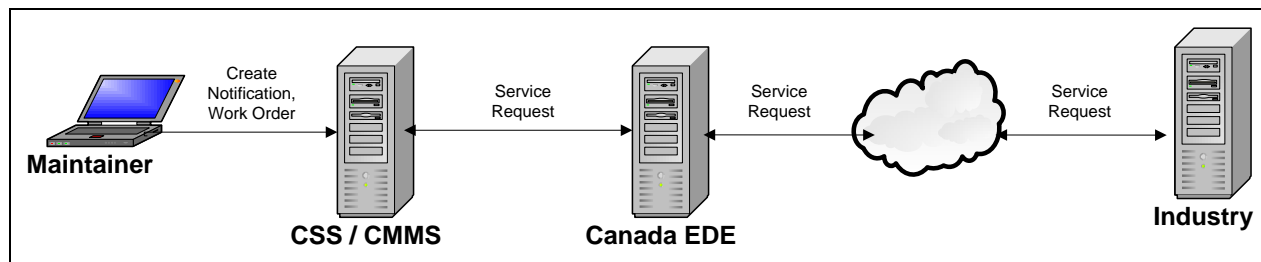 Create
Notification,
Work Order
Service
Request
Service
Request
Service
Request
Maintainer
CSS / CMMS
Canada EDE
Industry